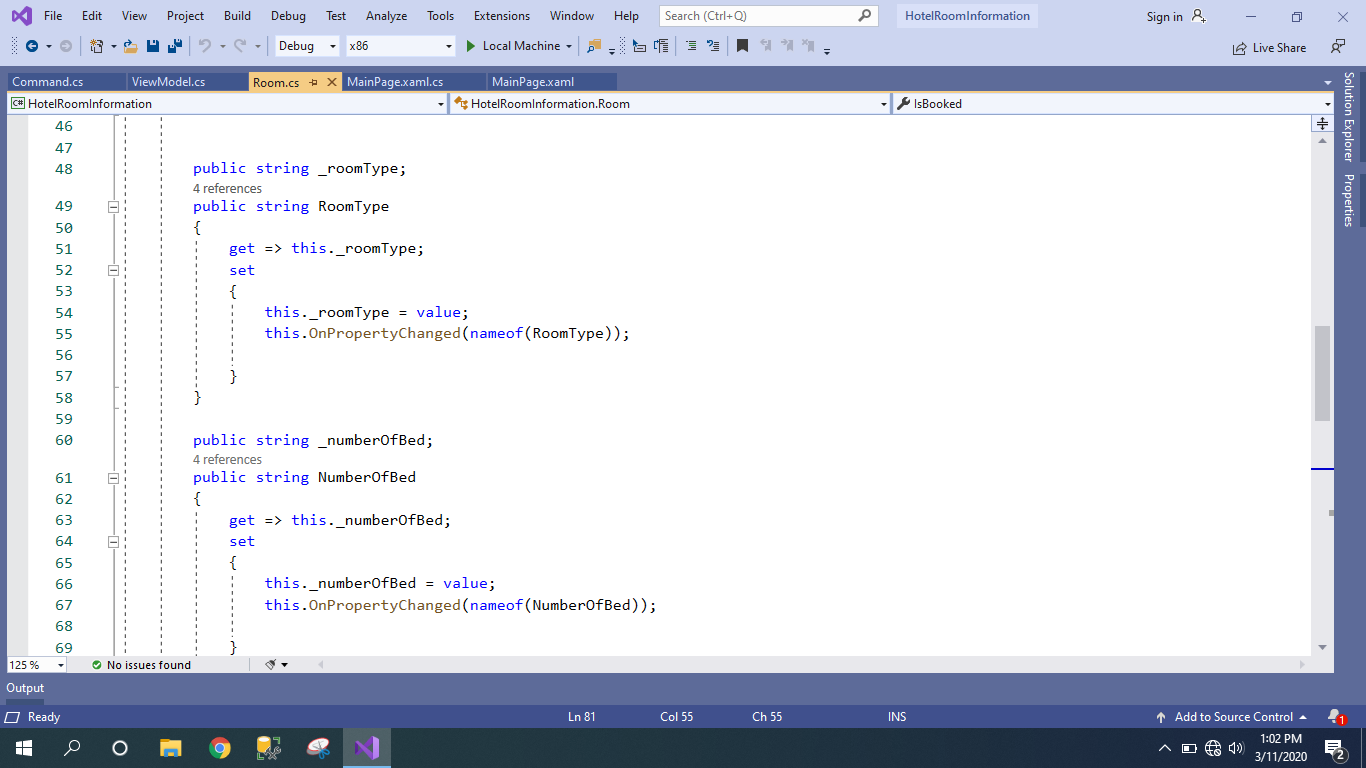 File Edit View Project Build Debug Test Analyze Tools Extensions Window Help Search (Ctrl+Q) HotelRoomInformation Sign in
Debug x86 Local Machine Live Share
Command.cs ViewModel.cs Room.cs MainPage.xaml.cs MainPage.xaml
C# HotelRoomInformation HotelRoomInformation.Room IsBooked
Solution Explorer
Properties
46
47
48 public string _roomType;
4 references
49 public string RoomType
50 {
51 get => this._roomType;
52 set
53 {
54 this._roomType = value;
55 this.OnPropertyChanged(nameof(RoomType));
56
57 }
58 }
59
60 public string _numberOfBed;
4 references
61 public string NumberOfBed
62 {
63 get => this._numberOfBed;
64 set
65 {
66 this._numberOfBed = value;
67 this.OnPropertyChanged(nameof(NumberOfBed));
68
69 }
125 % No issues found
Output
Ready Ln 81 Col 55 Ch 55 INS Add to Source Control 1
1:02 PM
3/11/2020
2